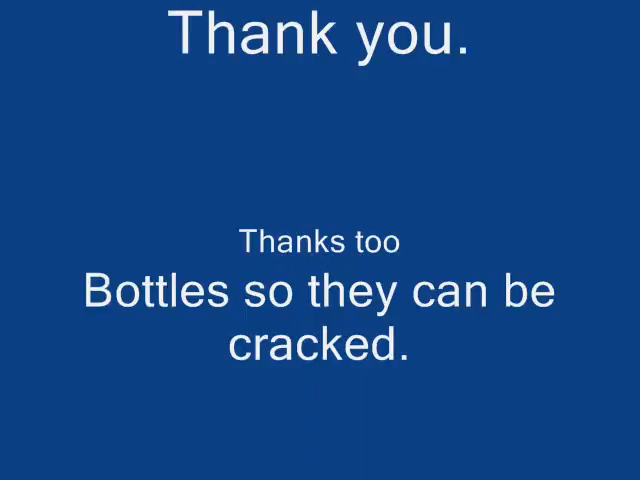 Thank you.
Thanks too
Bottles so they can be
cracked.